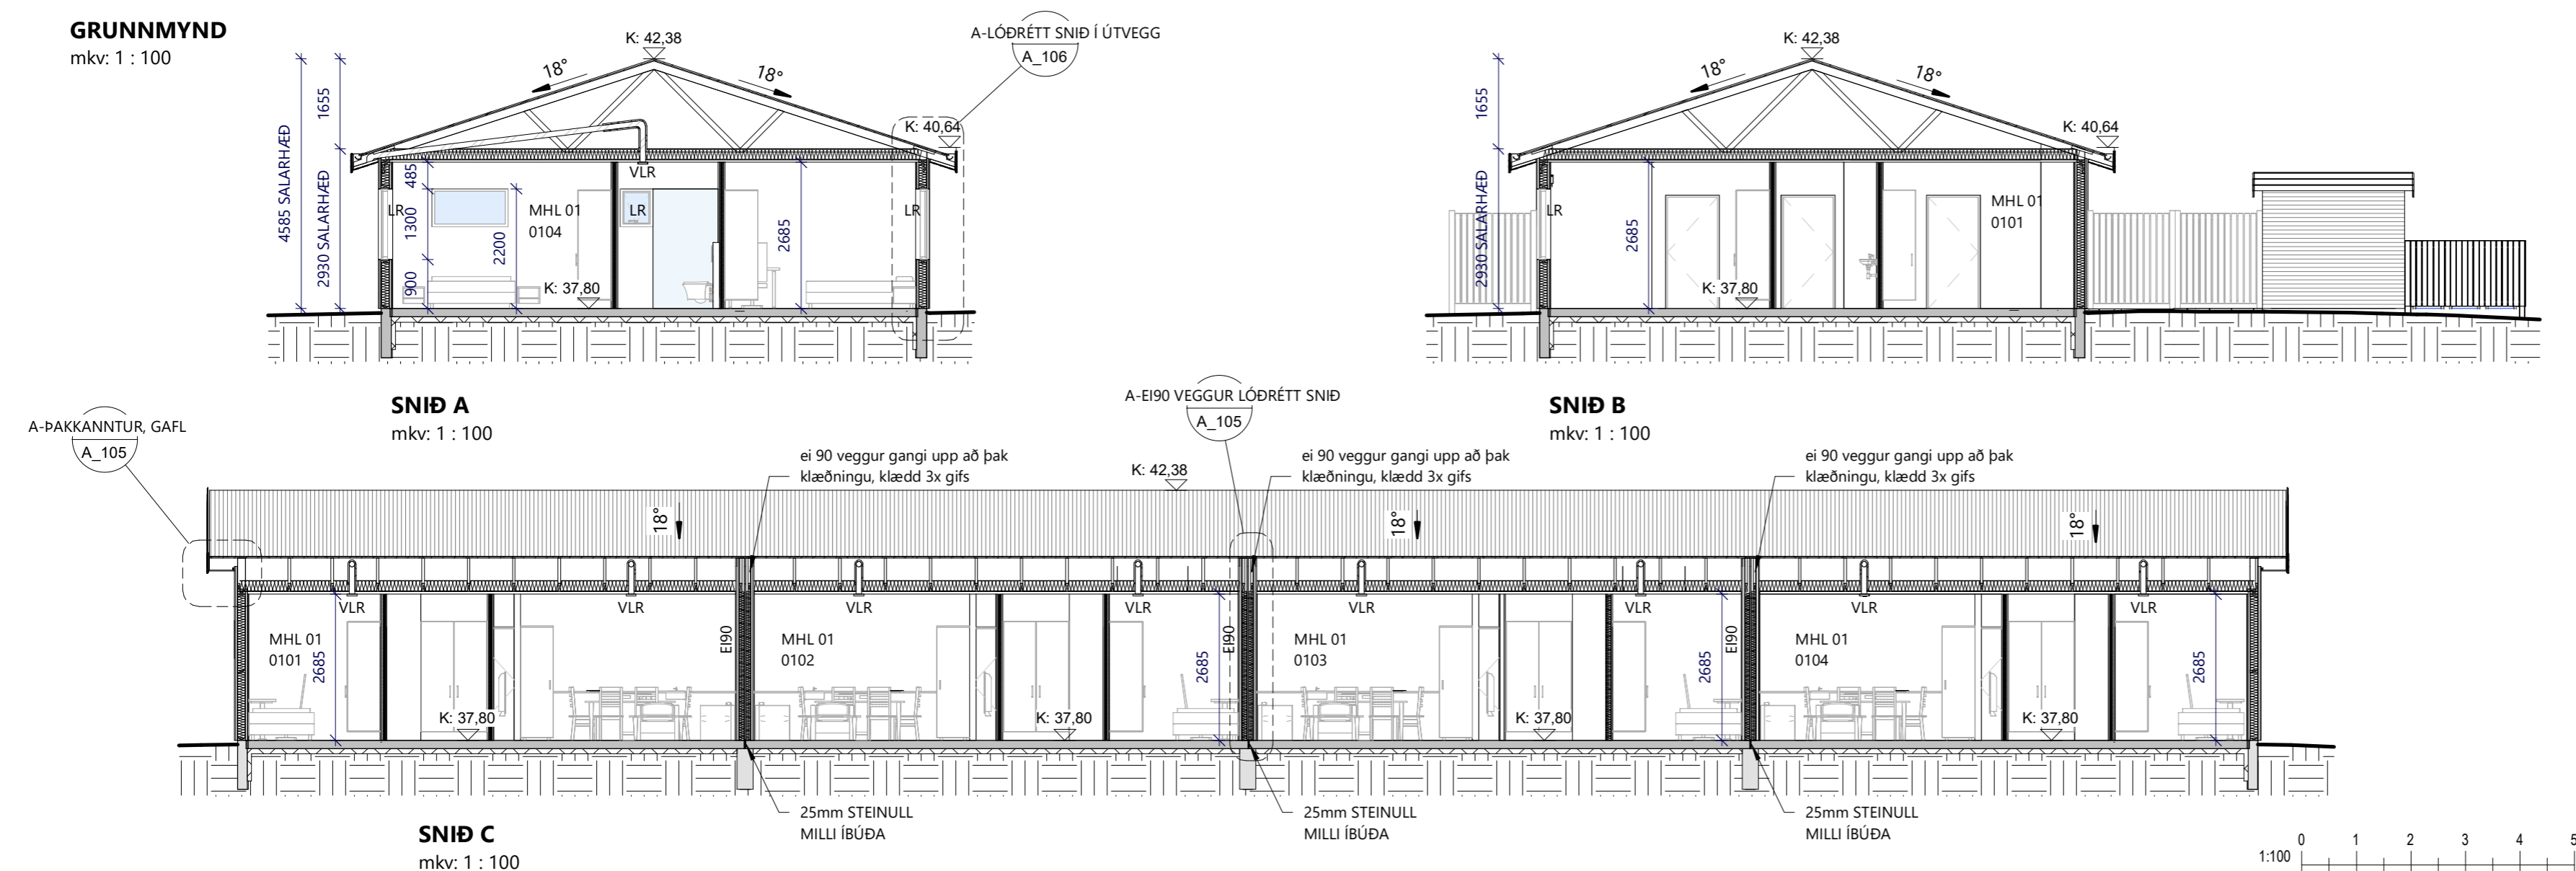 GRUNNMYND
mkv: 1 : 100
K: 42,38
18°
18°
A-LÓÐRÉTT SNIÐ Í ÚTVEGG
A_106
K: 40,64
4585 SALARHÆÐ
1655
2930 SALARHÆÐ
485
1300
900
2200
2685
LR
VLR
LR
LR
MHL 01
0104
K: 37,80
SNIÐ A
mkv: 1 : 100
K: 42,38
18°
18°
K: 40,64
1655
2930 SALARHÆÐ
2685
LR
MHL 01
0101
K: 37,80
SNIÐ B
mkv: 1 : 100
A-ÞAKKANNTUR, GAFL
A_105
A-EI90 VEGGUR LÓÐRÉTT SNIÐ
A_105
ei 90 veggur gangi upp að þak
klæðningu, klædd 3x gifs
K: 42,38
ei 90 veggur gangi upp að þak
klæðningu, klædd 3x gifs
ei 90 veggur gangi upp að þak
klæðningu, klædd 3x gifs
18°
18°
18°
VLR
VLR
VLR
VLR
VLR
VLR
VLR
VLR
MHL 01
0101
2685
EI90
MHL 01
0102
2685
EI90
MHL 01
0103
2685
EI90
MHL 01
0104
2685
K: 37,80
K: 37,80
K: 37,80
K: 37,80
25mm STEINULL
MILLI ÍBÚÐA
25mm STEINULL
MILLI ÍBÚÐA
25mm STEINULL
MILLI ÍBÚÐA
SNIÐ C
mkv: 1 : 100
1:100
0 1 2 3 4 5